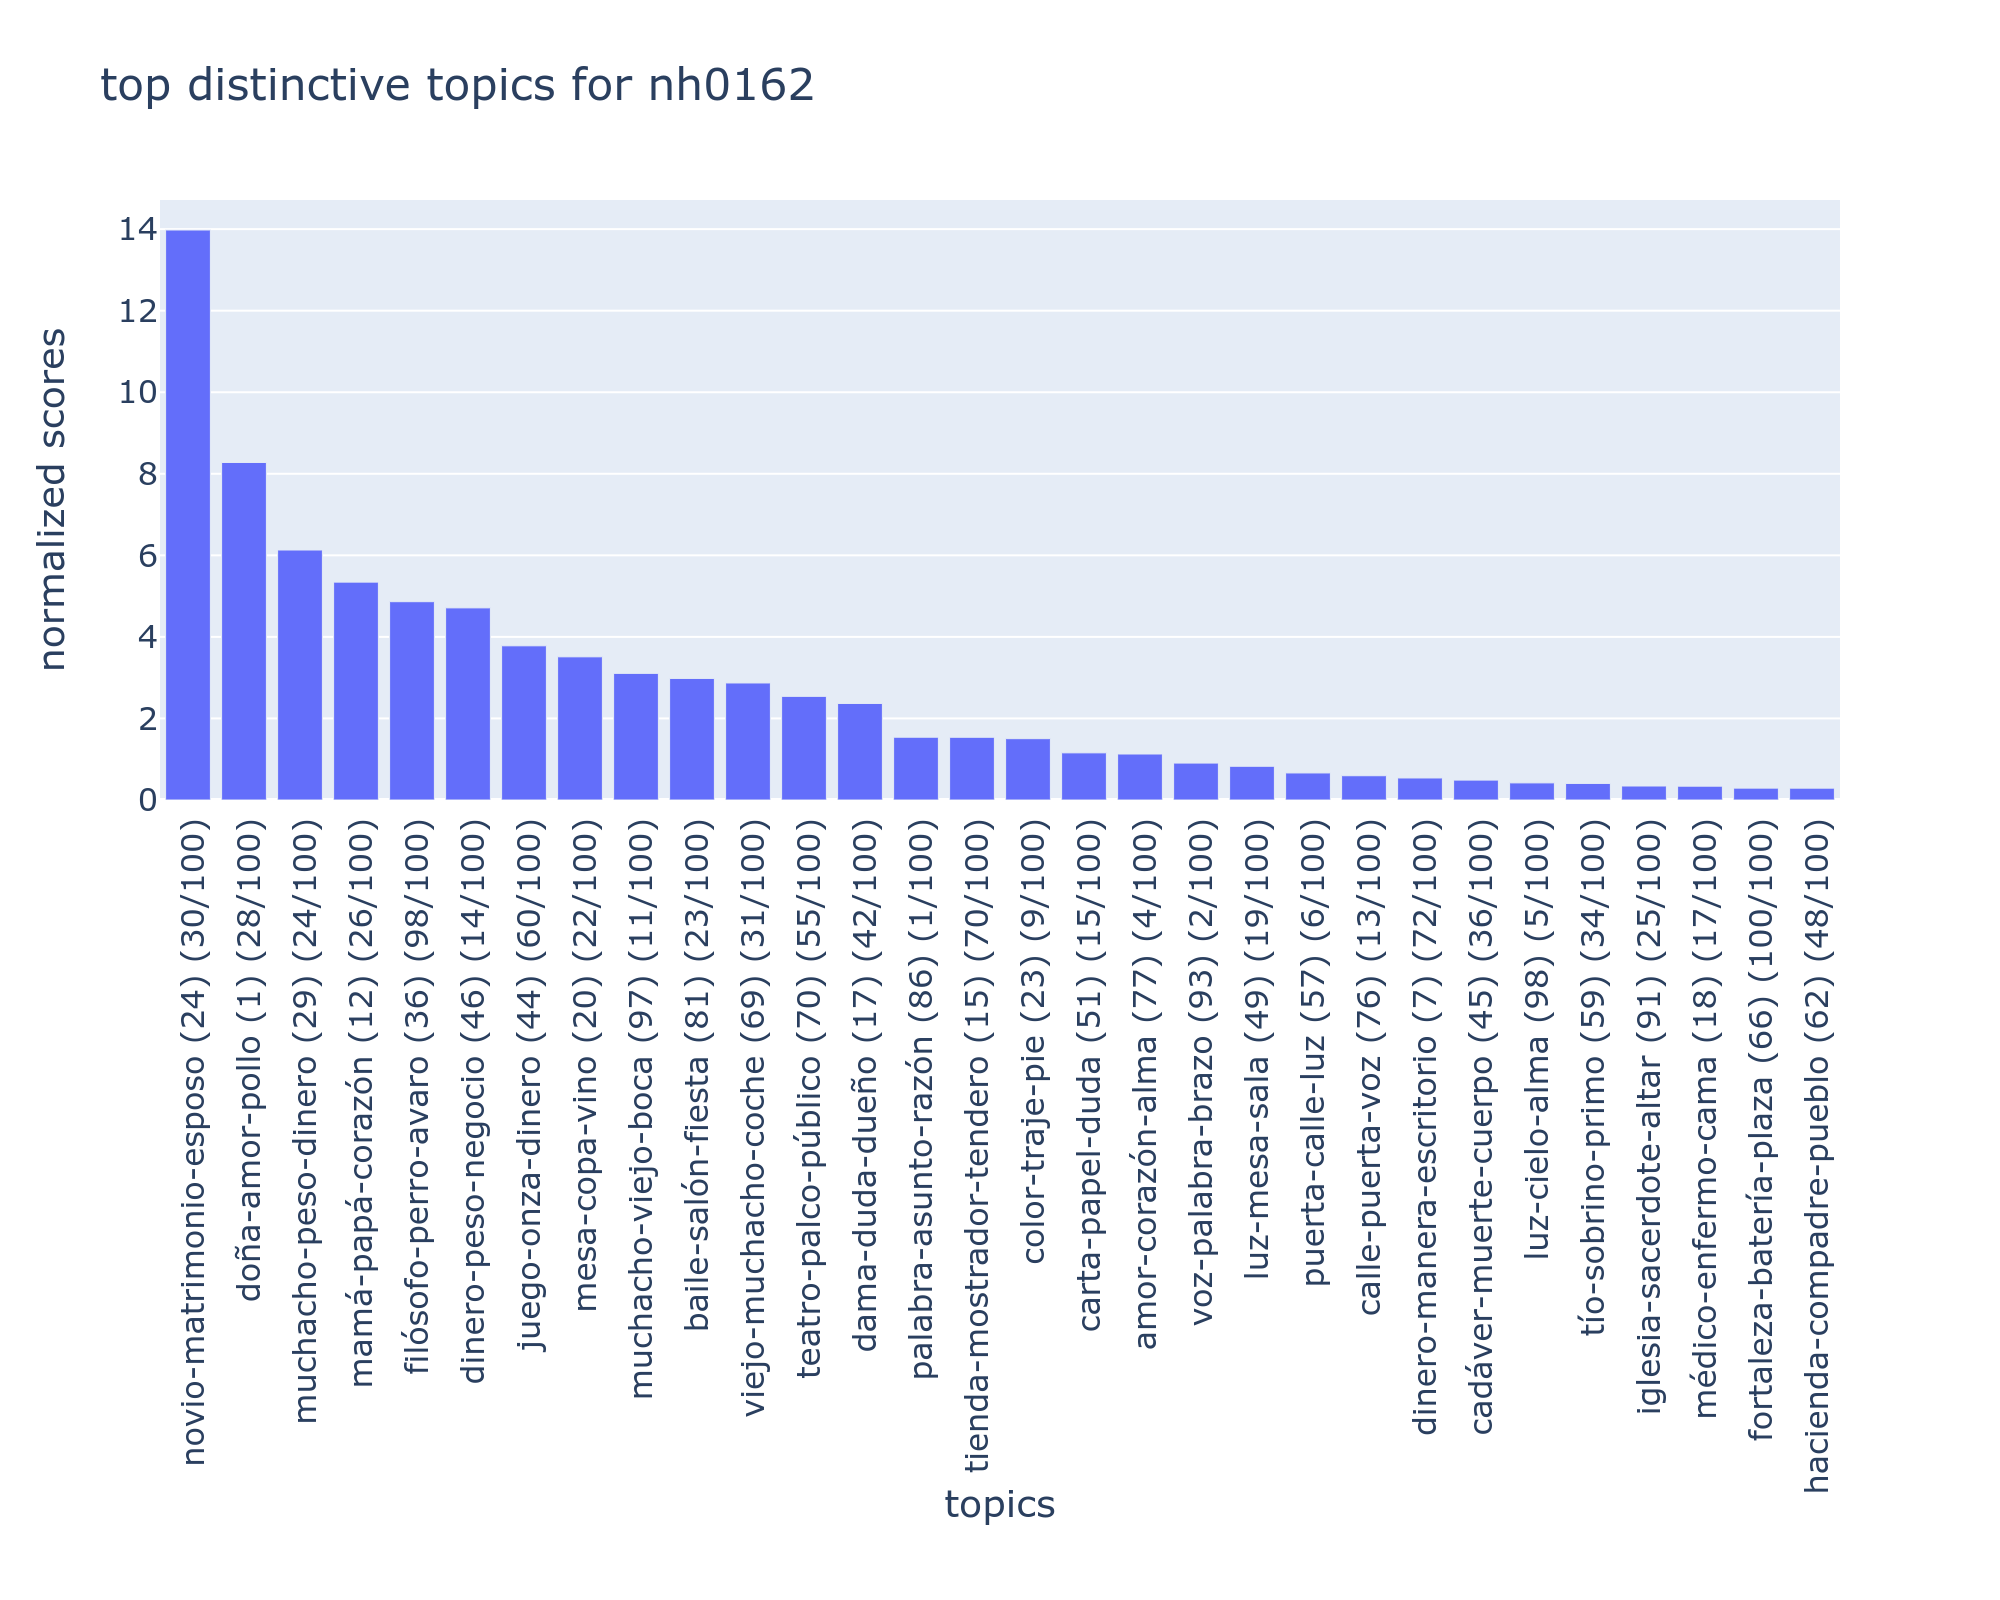 top distinctive topics for nh0162
normalized scores
14
12
10
8
6
4
2
0
novio-matrimonio-esposo (24) (30/100)
doña-amor-pollo (1) (28/100)
muchacho-peso-dinero (29) (24/100)
mamá-papá-corazón (12) (26/100)
filósofo-perro-avaro (36) (98/100)
dinero-peso-negocio (46) (14/100)
juego-onza-dinero (44) (60/100)
mesa-copa-vino (20) (22/100)
muchacho-viejo-boca (97) (11/100)
baile-salón-fiesta (81) (23/100)
viejo-muchacho-coche (69) (31/100)
teatro-palco-público (70) (55/100)
dama-duda-dueño (17) (42/100)
palabra-asunto-razón (86) (1/100)
tienda-mostrador-tendero (15) (70/100)
color-traje-pie (23) (9/100)
carta-papel-duda (51) (15/100)
amor-corazón-alma (77) (4/100)
voz-palabra-brazo (93) (2/100)
luz-mesa-sala (49) (19/100)
puerta-calle-luz (57) (6/100)
calle-puerta-voz (76) (13/100)
dinero-manera-escritorio (7) (72/100)
cadáver-muerte-cuerpo (45) (36/100)
luz-cielo-alma (98) (5/100)
tío-sobrino-primo (59) (34/100)
iglesia-sacerdote-altar (91) (25/100)
médico-enfermo-cama (18) (17/100)
fortaleza-batería-plaza (66) (100/100)
hacienda-compadre-pueblo (62) (48/100)
topics